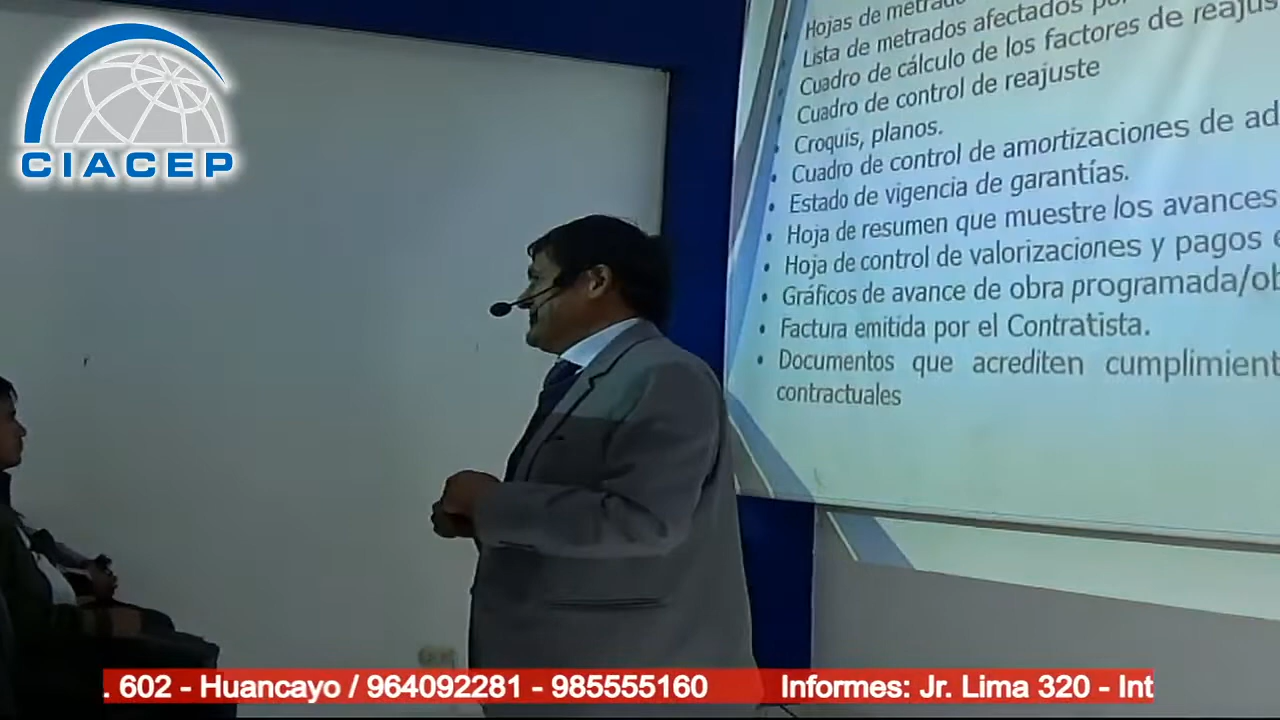 CIACEP
Hojas de
Lista de metrados afectados
Cuadro de cálculo de los factores de
Cuadro de control de reajuste
Croquis, planos.
Cuadro de control de amortizaciones de
Estado de vigencia de garantías.
Hoja de resumen que muestre los avances
Hoja de control de valorizaciones y pagos
Gráficos de avance de obra programada/
Factura emitida por el Contratista.
Documentos que acrediten
contractuales
. 602 - Huancayo / 964092281 - 985555160 Informes: Jr. Lima 320 - Int